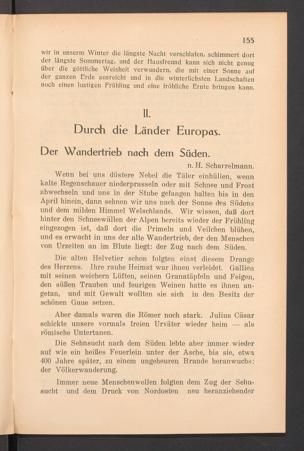 155
wir in unserm Winter die längste Nacht verschlafen, schimmert dort
der längste Sommertag, und der Hausfreund kann sich nicht genug
über die göttliche Weisheit verwundern, die mit einer Sonne auf
der ganzen Erde ausreicht und in die winterlichsten Landschaften
noch einen lustigen Frühling und eine fröhliche Ernte bringen kann.
II.
Durch die Länder Europas.
Der Wandertrieb nach dem Süden.
n. H. Scharrelmann.
Wenn bei uns düstere Nebel die Täler einhüllen, wenn
kalte Regenschauer niederprasseln oder mit Schnee und Frost
abwechseln und uns in der Stube gefangen halten bis in den
April hinein, dann sehnen wir uns nach der Sonne des Südens
und dem milden Himmel Welschlands. Wir wissen, daß dort
hinter den Schneewällen der Alpen bereits wieder der Frühling
eingezogen ist, daß dort die Primeln und Veilchen blühen,
und es erwacht in uns der alte Wandertrieb, der den Menschen
von Urzeiten an im Blute liegt: der Zug nach dem Süden.
Die alten Helvetier schon folgten einst diesem Drange
des Herzens. Ihre rauhe Heimat war ihnen verleidet. Gallien
mit seinen weichern Lüften, seinen Granatäpfeln und Feigen,
den süßen Trauben und feurigen Weinen hatte es ihnen an-
getan, und mit Gewalt wollten sie sich in den Besitz der
schönen Gaue setzen.
Aber damals waren die Römer noch stark. Julius Cäsar
schickte unsere vormals freien Urväter wieder heim — als
römische Untertanen.
Die Sehnsucht nach dem Süden lebte aber immer wieder
auf wie ein heißes Feuerlein unter der Asche, bis sie, etwa
400 Jahre später, zu einem ungeheuren Brande heranwuchs:
der Völkerwanderung.
Immer neue Menschenwellen folgten dem Zug der Sehn-
sucht und dem Druck von Nordosten neu heranziehender